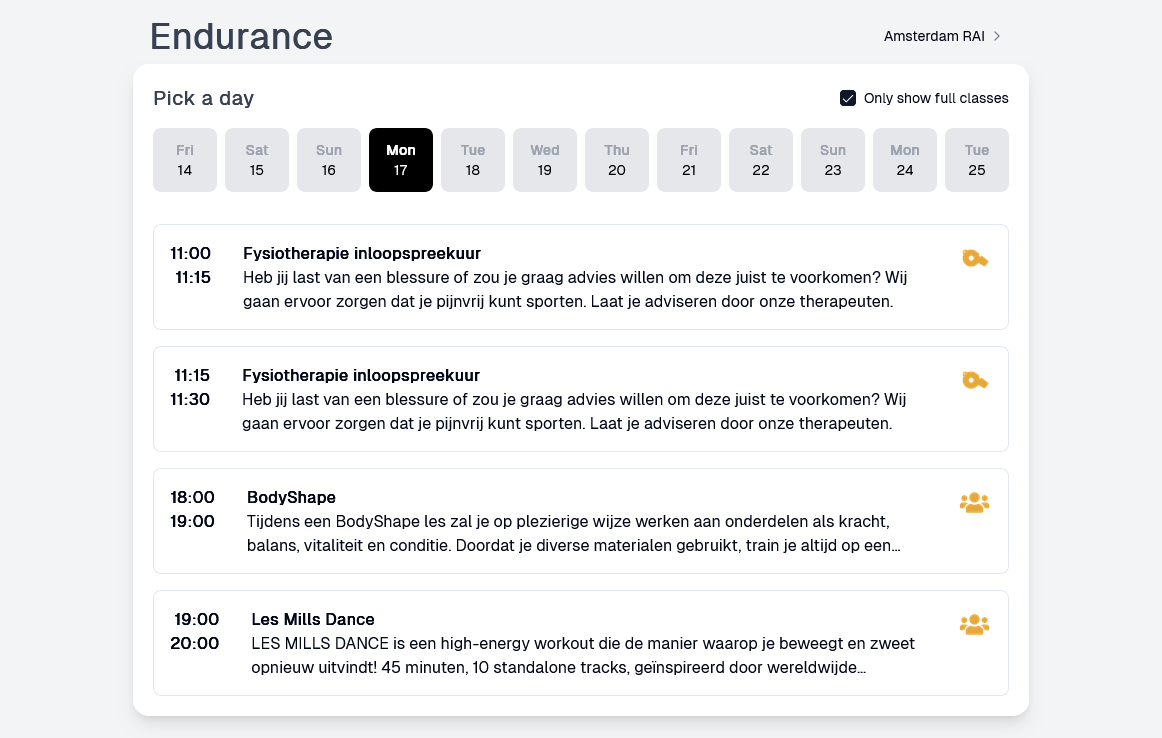 Endurance
Amsterdam RAI
Pick a day
Only show full classes
Fri Sat Sun Mon Tue Wed Thu Fri Sat Sun Mon Tue
14 15 16 17 18 19 20 21 22 23 24 25
11:00 Fysiotherapie inloopspreekuur
11:15 Heb jij last van een blessure of zou je graag advies willen om deze juist te voorkomen? Wij
gaan ervoor zorgen dat je pijnvrij kunt sporten. Laat je adviseren door onze therapeuten.
11:15 Fysiotherapie inloopspreekuur
11:30 Heb jij last van een blessure of zou je graag advies willen om deze juist te voorkomen? Wij
gaan ervoor zorgen dat je pijnvrij kunt sporten. Laat je adviseren door onze therapeuten.
18:00 BodyShape
19:00 Tijdens een BodyShape les zal je op plezierige wijze werken aan onderdelen als kracht,
balans, vitaliteit en conditie. Doordat je diverse materialen gebruikt, train je altijd op een...
19:00 Les Mills Dance
20:00 LES MILLS DANCE is een high-energy workout die de manier waarop je beweegt en zweet
opnieuw uitvindt! 45 minuten, 10 standalone tracks, geïnspireerd door wereldwijde...